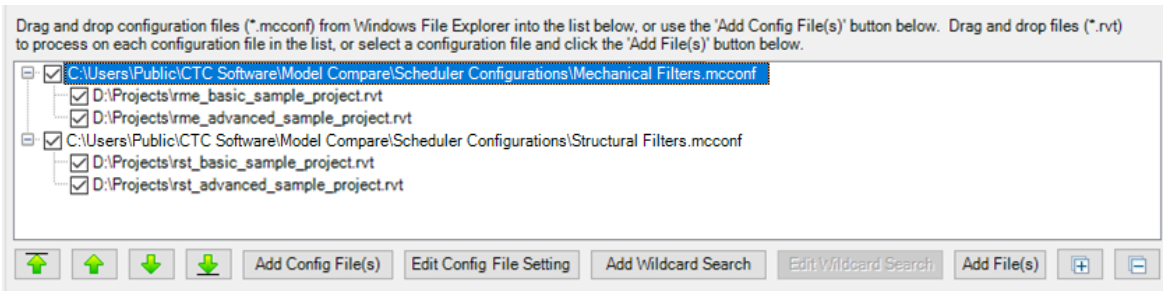 Drag and drop configuration files (*.mcconf) from Windows File Explorer into the list below, or use the 'Add Config File(s)' button below.  Drag and drop files (*.rvt)
to process on each configuration file in the list, or select a configuration file and click the 'Add File(s)' button below.
C:\Users\Public\CTC Software\Model Compare\Scheduler Configurations\Mechanical Filters.mcconf
D:\Projects\rme_basic_sample_project.rvt
D:\Projects\rme_advanced_sample_project.rvt
C:\Users\Public\CTC Software\Model Compare\Scheduler Configurations\Structural Filters.mcconf
D:\Projects\rst_basic_sample_project.rvt
D:\Projects\rst_advanced_sample_project.rvt
Add Config File(s) Edit Config File Setting Add Wildcard Search Edit Wildcard Search Add File(s)